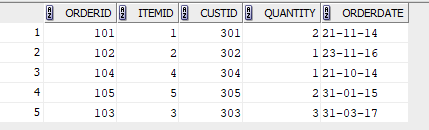 ORDERID ITEMID CUSTID QUANTITY ORDERDATE
1 101 1 301 2 21-11-14
2 102 2 302 1 23-11-16
3 104 4 304 1 21-10-14
4 105 5 305 2 31-01-15
5 103 3 303 3 31-03-17